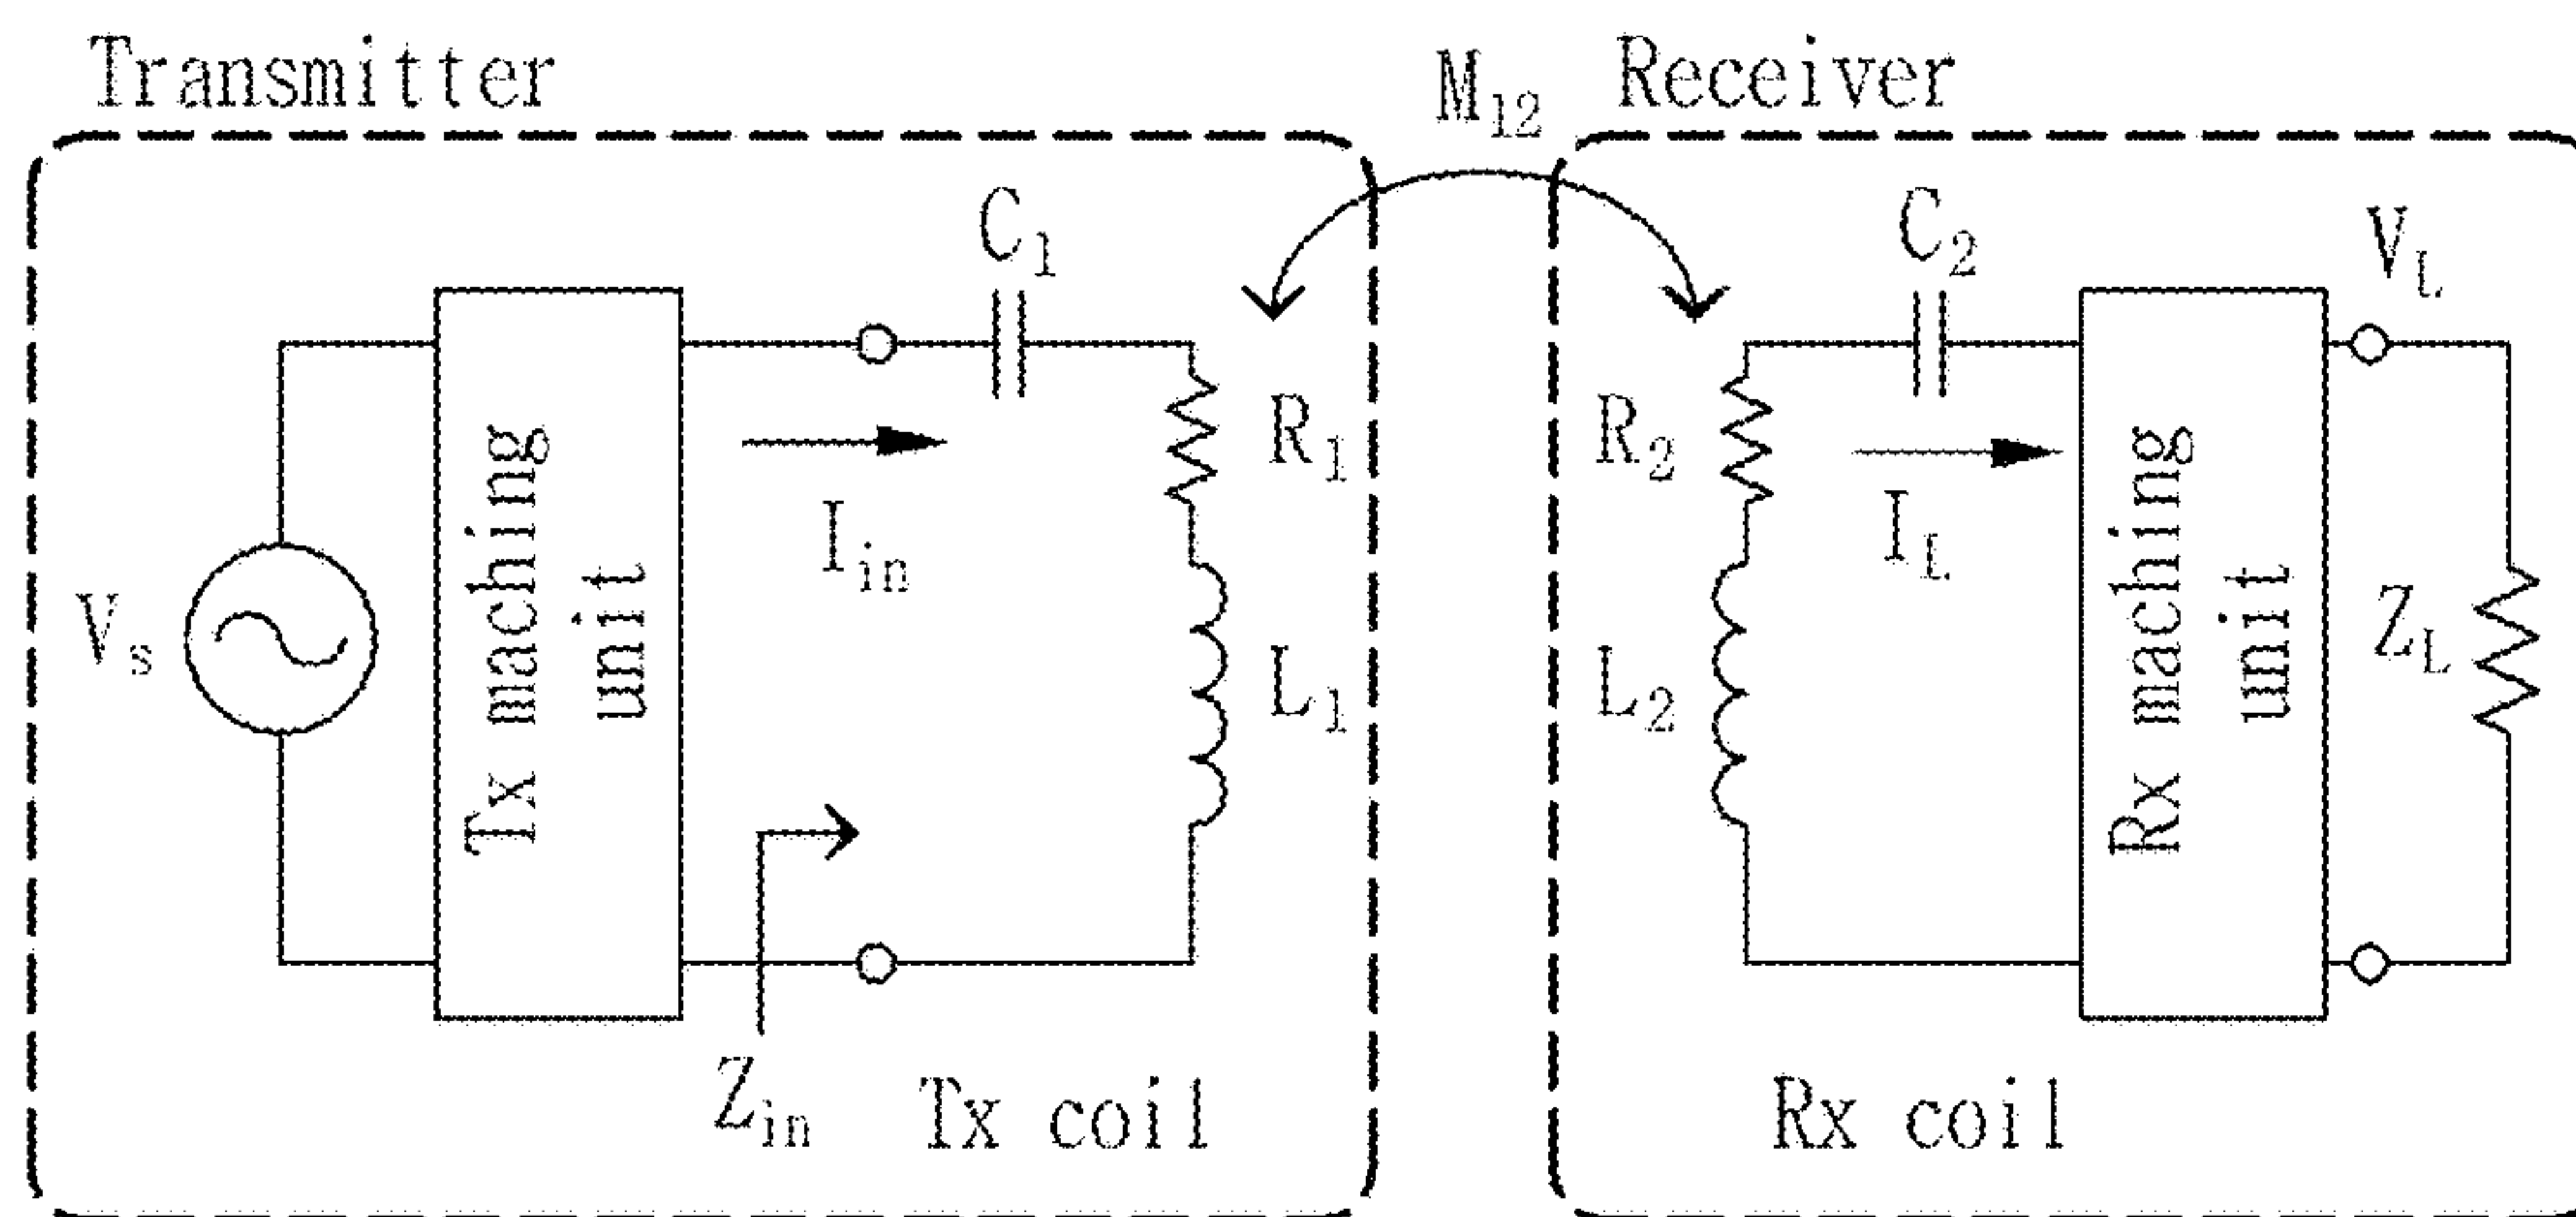 Transmitter
M12
Receiver
C1
C2
VL
R1
R2
Iin
IL
Vs
Tx maching
unit
L1
L2
Rx maching
unit
ZL
Zin
Tx coil
Rx coil